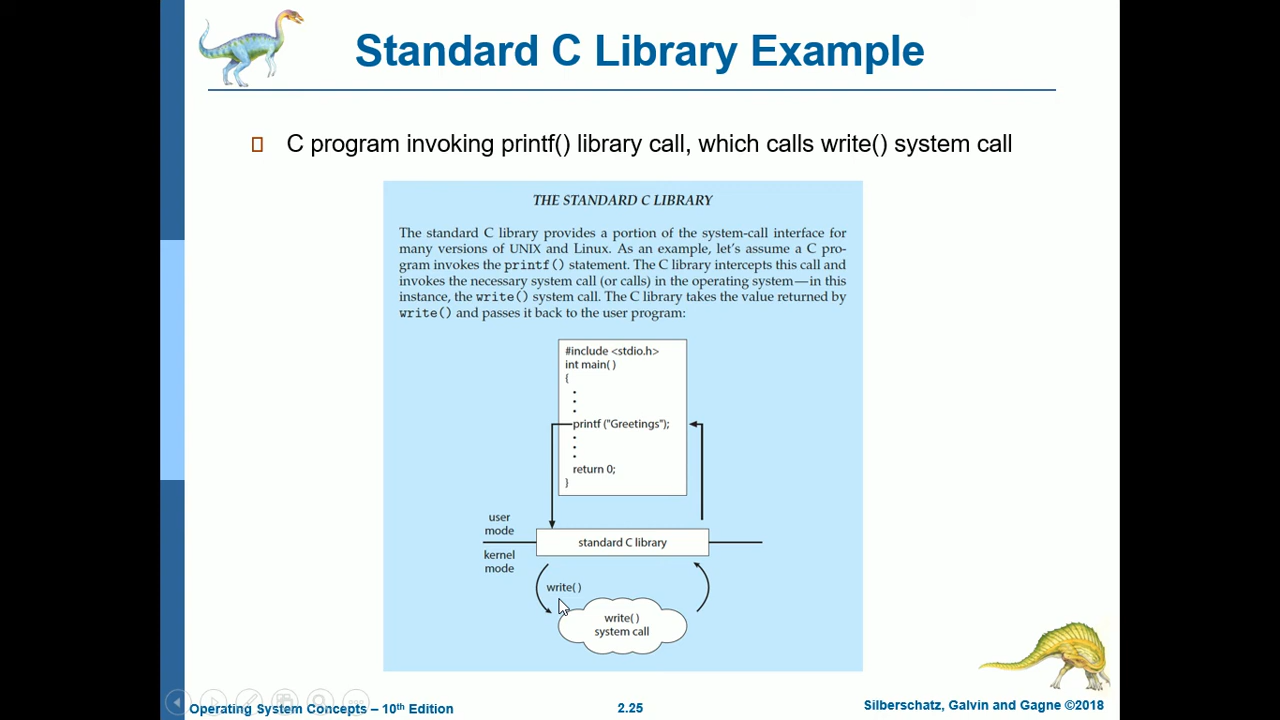 Standard C Library Example
C program invoking printf() library call, which calls write() system call
THE STANDARD C LIBRARY
The standard C library provides a portion of the system-call interface for
many versions of UNIX and Linux. As an example, let's assume a C pro-
gram invokes the printf() statement. The C library intercepts this call and
invokes the necessary system call (or calls) in the operating system—in this
instance, the write() system call. The C library takes the value returned by
write() and passes it back to the user program:
#include <stdio.h>
int main( )
{
printf ("Greetings");
return 0;
}
user
mode
standard C library
kernel
mode
write( )
write( )
system call
Operating System Concepts – 10th Edition
2.25
Silberschatz, Galvin and Gagne ©2018